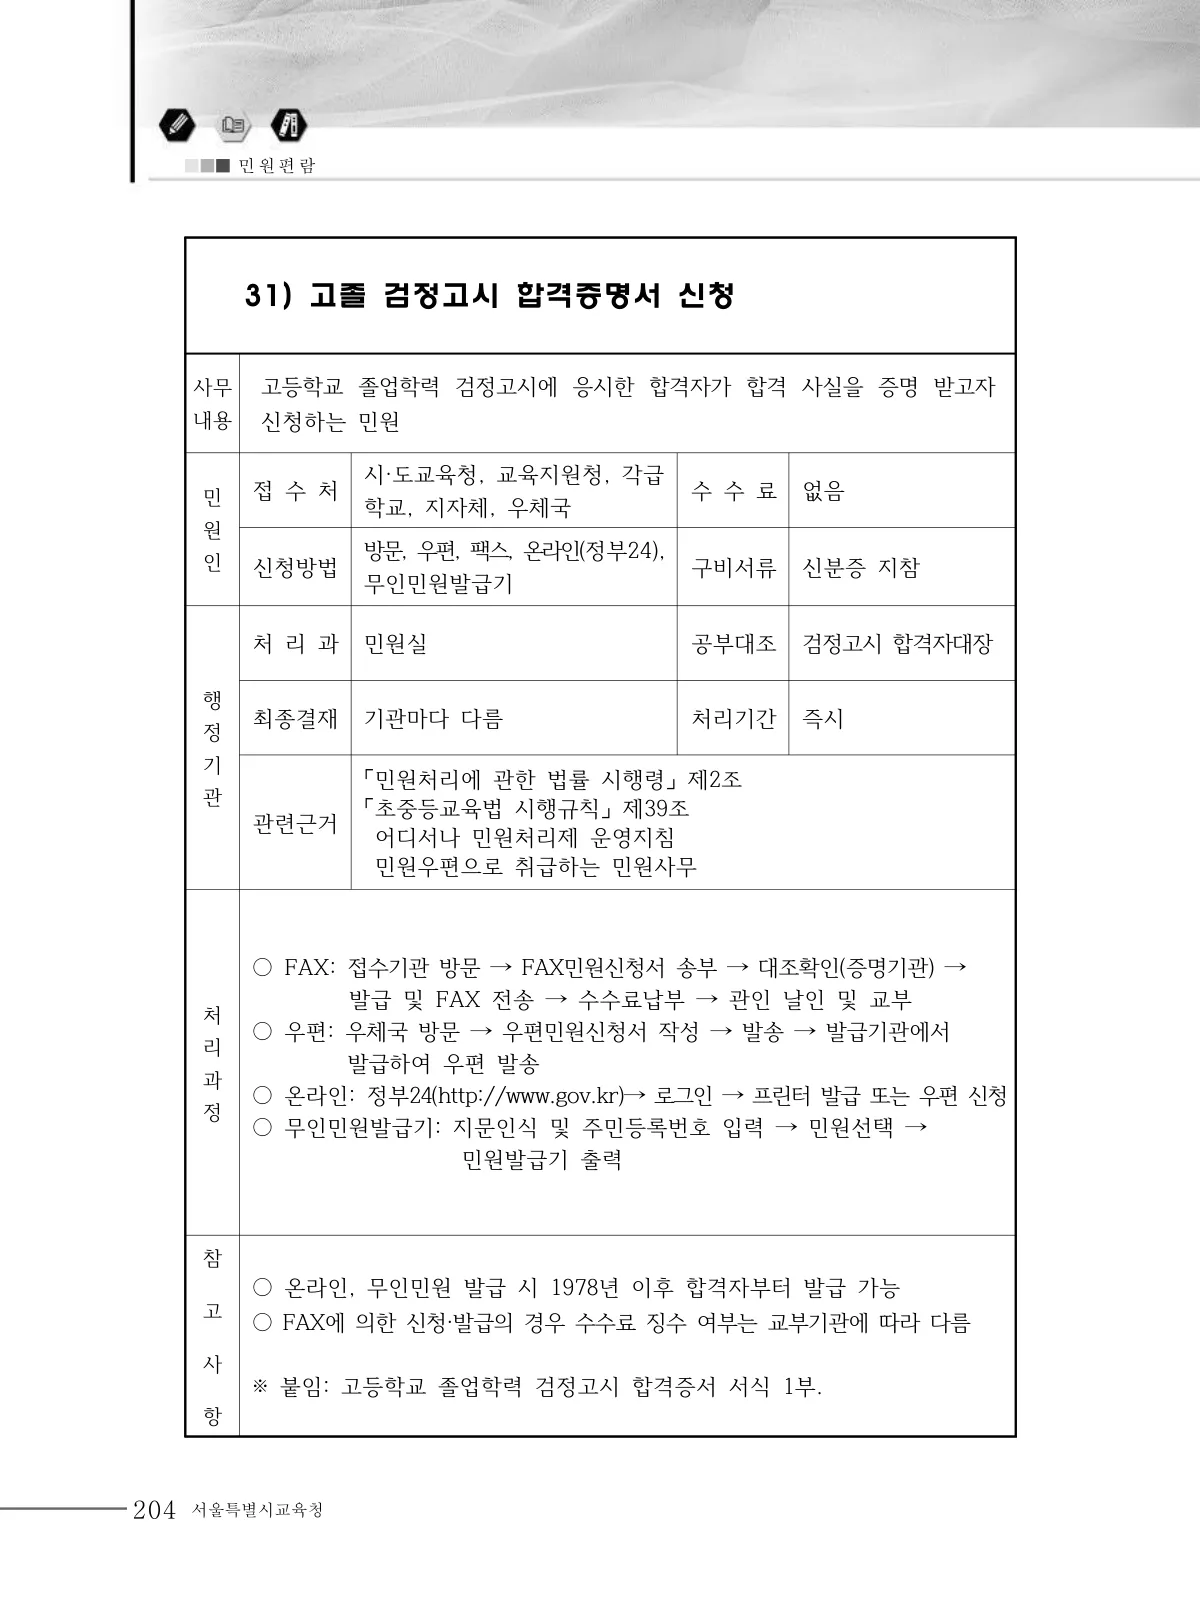 민원편람
31) 고졸 검정고시 합격증명서 신청
사무
내용
고등학교 졸업학력 검정고시에 응시한 합격자가 합격 사실을 증명 받고자
신청하는 민원
민
원
인
접 수 처
시·도교육청, 교육지원청, 각급
학교, 지자체, 우체국
수 수 료
없음
신청방법
방문, 우편, 팩스, 온라인(정부24),
무인민원발급기
구비서류
신분증 지참
행
정
기
관
처 리 과
민원실
공부대조
검정고시 합격자대장
최종결재
기관마다 다름
처리기간
즉시
관련근거
「민원처리에 관한 법률 시행령」 제2조
「초중등교육법 시행규칙」 제39조
어디서나 민원처리제 운영지침
민원우편으로 취급하는 민원사무
처
리
과
정
○ FAX: 접수기관 방문 → FAX민원신청서 송부 → 대조확인(증명기관) →
발급 및 FAX 전송 → 수수료납부 → 관인 날인 및 교부
○ 우편: 우체국 방문 → 우편민원신청서 작성 → 발송 → 발급기관에서
발급하여 우편 발송
○ 온라인: 정부24(http://www.gov.kr)→ 로그인 → 프린터 발급 또는 우편 신청
○ 무인민원발급기: 지문인식 및 주민등록번호 입력 → 민원선택 →
민원발급기 출력
참
고
사
항
○ 온라인, 무인민원 발급 시 1978년 이후 합격자부터 발급 가능
○ FAX에 의한 신청·발급의 경우 수수료 징수 여부는 교부기관에 따라 다름
※ 붙임: 고등학교 졸업학력 검정고시 합격증서 서식 1부.
204 서울특별시교육청